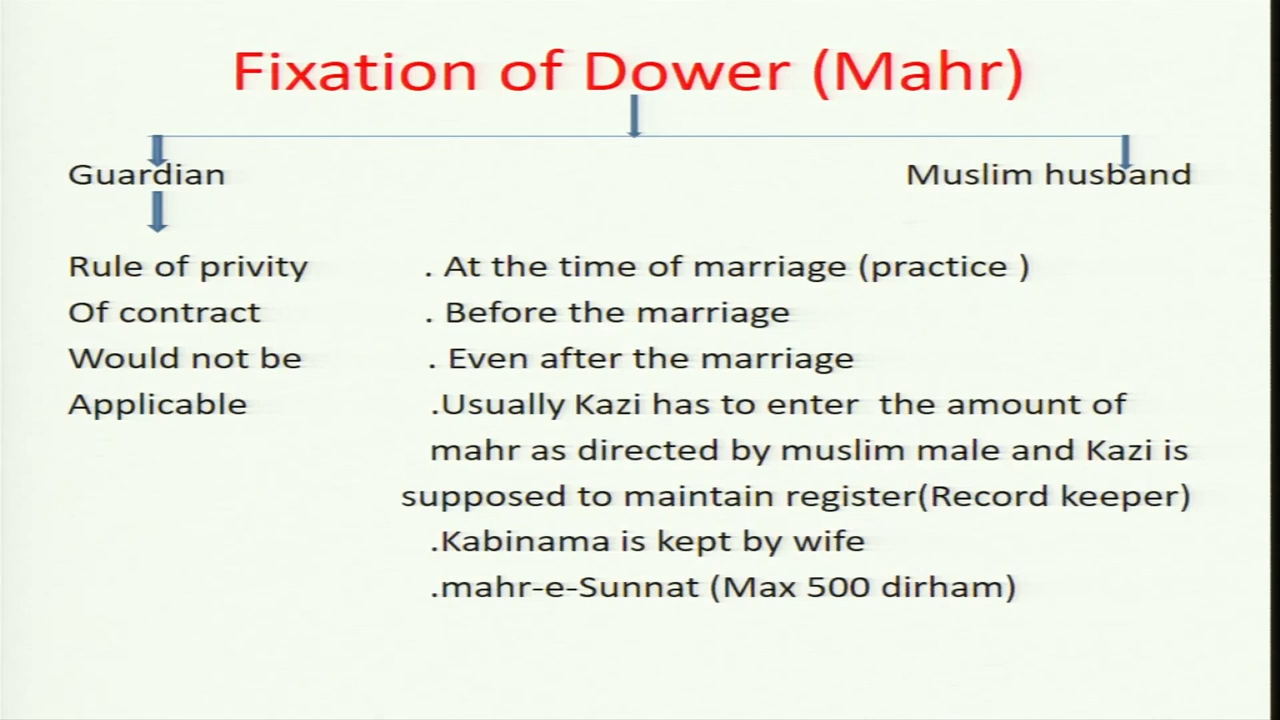 Fixation of Dower (Mahr)
Guardian
Muslim husband
Rule of privity
Of contract
Would not be
Applicable
. At the time of marriage (practice )
. Before the marriage
. Even after the marriage
.Usually Kazi has to enter the amount of
mahr as directed by muslim male and Kazi is
supposed to maintain register(Record keeper)
.Kabinama is kept by wife
.mahr-e-Sunnat (Max 500 dirham)